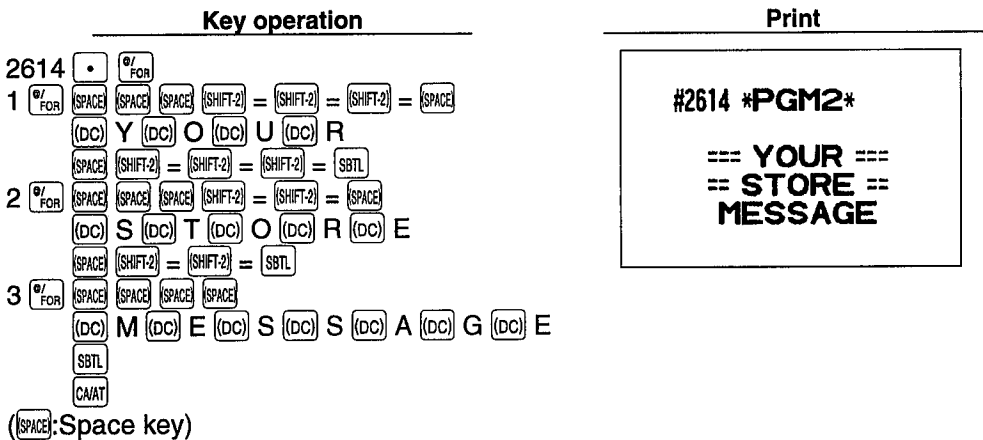 Key operation
2614 [•] [@/FOR]
1 [@/FOR] [(SPACE)] [(SPACE)] [(SPACE)] [(SHIFT-2)] = [(SHIFT-2)] = [(SHIFT-2)] = [(SPACE)]
[(DC)] Y [(DC)] O [(DC)] U [(DC)] R
[(SPACE)] [(SHIFT-2)] = [(SHIFT-2)] = [(SHIFT-2)] = [SBTL]
2 [@/FOR] [(SPACE)] [(SPACE)] [(SPACE)] [(SHIFT-2)] = [(SHIFT-2)] = [(SPACE)]
[(DC)] S [(DC)] T [(DC)] O [(DC)] R [(DC)] E
[(SPACE)] [(SHIFT-2)] = [(SHIFT-2)] = [SBTL]
3 [@/FOR] [(SPACE)] [(SPACE)] [(SPACE)] [(SPACE)]
[(DC)] M [(DC)] E [(DC)] S [(DC)] S [(DC)] A [(DC)] G [(DC)] E
[SBTL]
[CA/AT]
([(SPACE)]:Space key)
Print
#2614 *PGM2*
=== YOUR ===
== STORE ==
MESSAGE